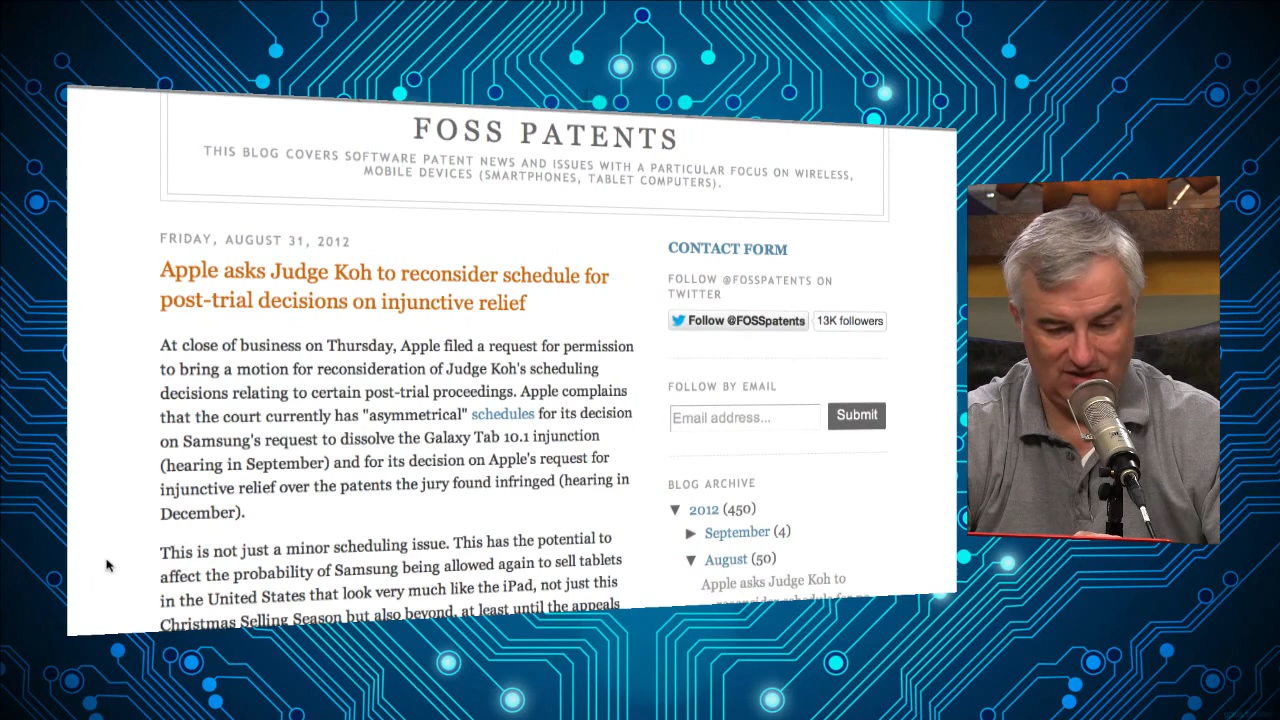 FOSS PATENTS
THIS BLOG COVERS SOFTWARE PATENT NEWS AND ISSUES WITH A PARTICULAR FOCUS ON WIRELESS,
MOBILE DEVICES (SMARTPHONES, TABLET COMPUTERS).
FRIDAY, AUGUST 31, 2012
Apple asks Judge Koh to reconsider schedule for
post-trial decisions on injunctive relief
At close of business on Thursday, Apple filed a request for permission
to bring a motion for reconsideration of Judge Koh's scheduling
decisions relating to certain post-trial proceedings. Apple complains
that the court currently has "asymmetrical" schedules for its decision
on Samsung's request to dissolve the Galaxy Tab 10.1 injunction
(hearing in September) and for its decision on Apple's request for
injunctive relief over the patents the jury found infringed (hearing in
December).
This is not just a minor scheduling issue. This has the potential to
affect the probability of Samsung being allowed again to sell tablets
in the United States that look very much like the iPad, not just this
Christmas Selling Season but also beyond, at least until the appeals
CONTACT FORM
FOLLOW @FOSSPATENTS ON
TWITTER
Follow @FOSSpatents 13K followers
FOLLOW BY EMAIL
Email address... Submit
BLOG ARCHIVE
▼ 2012 (450)
► September (4)
▼ August (50)
Apple asks Judge Koh to
reconsider schedule for